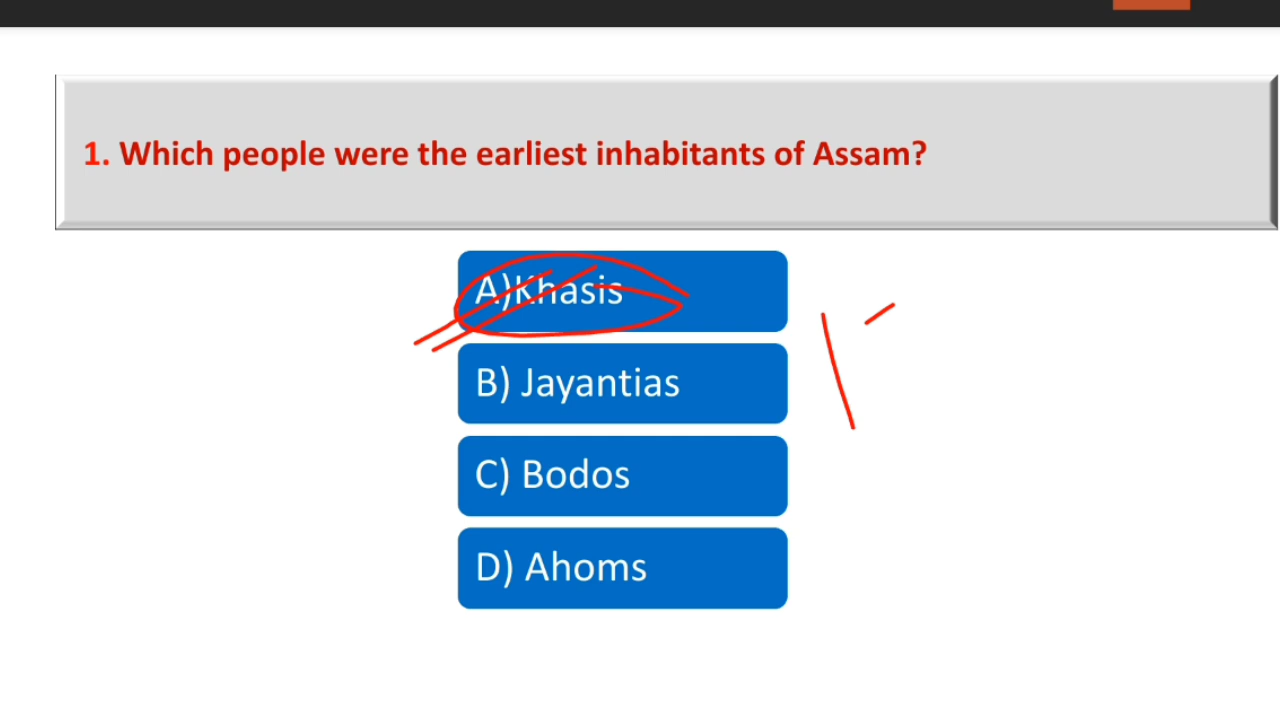 1. Which people were the earliest inhabitants of Assam?
A)Khasis
B) Jayantias
C) Bodos
D) Ahoms